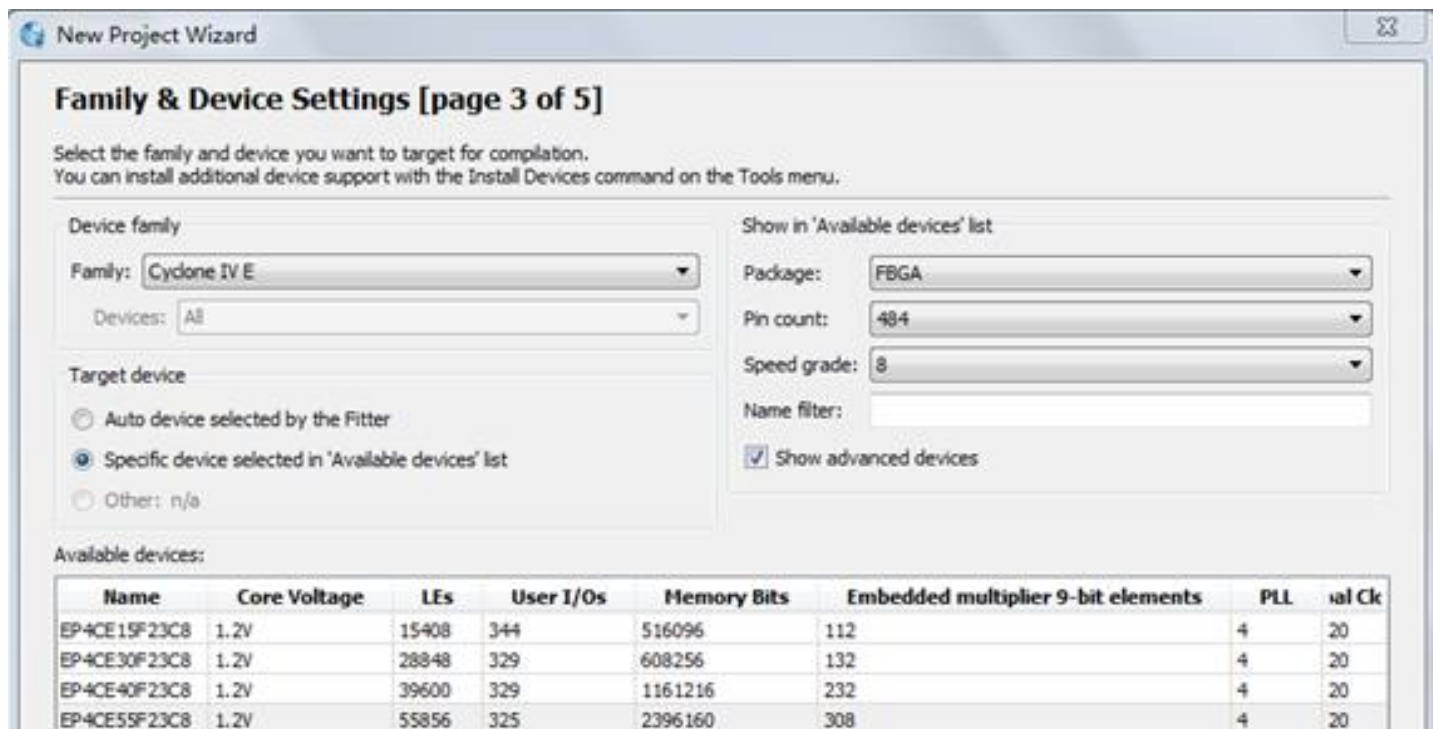 New Project Wizard
Family & Device Settings [page 3 of 5]
Select the family and device you want to target for compilation.
You can install additional device support with the Install Devices command on the Tools menu.
Device family
Family: Cyclone IV E
Devices: All
Target device
Auto device selected by the Fitter
Specific device selected in 'Available devices' list
Other: n/a
Show in 'Available devices' list
Package: FBGA
Pin count: 484
Speed grade: 8
Name filter:
Show advanced devices
Available devices:
Name Core Voltage LEs User I/Os Memory Bits Embedded multiplier 9-bit elements PLL al Clk
EP4CE15F23C8 1.2V 15408 344 516096 112 4 20
EP4CE30F23C8 1.2V 28848 329 608256 132 4 20
EP4CE40F23C8 1.2V 39600 329 1161216 232 4 20
EP4CE55F23C8 1.2V 55856 325 2396160 308 4 20